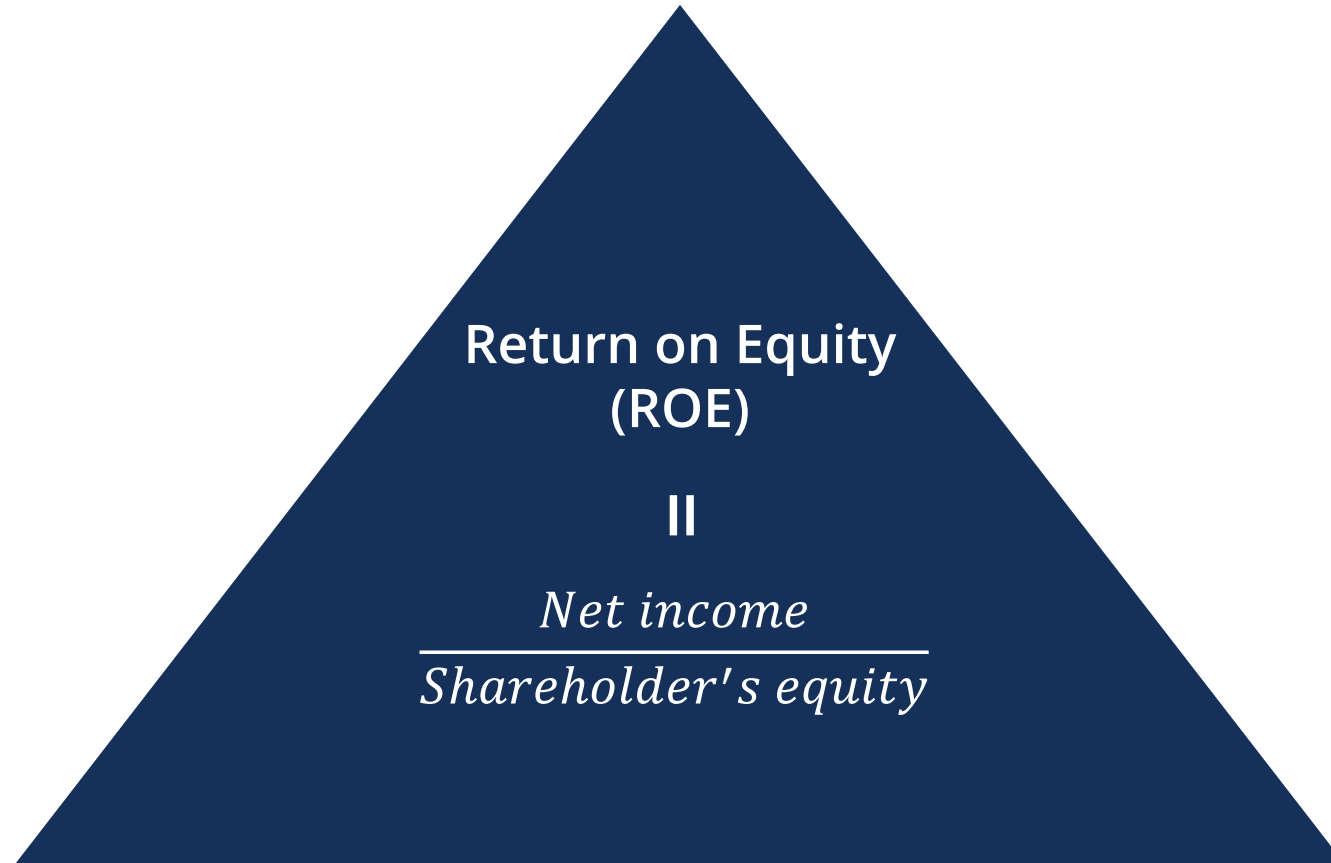 Return on Equity
(ROE)
=
Net income
Shareholder's equity